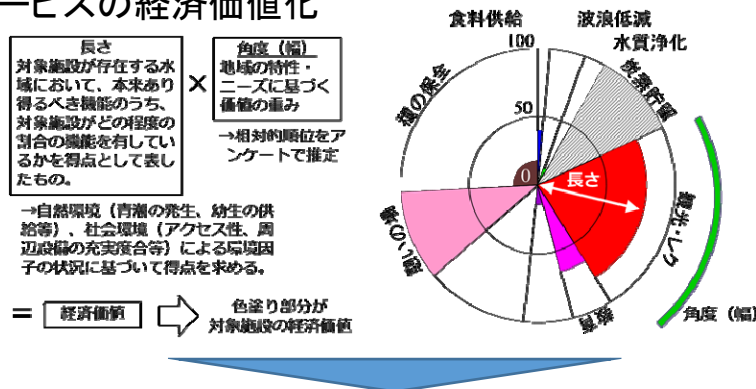 ービスの経済価値化
長さ
対象施設が存在する水
域において、本来あり
得るべき機能のうち、
対象施設がどの程度の
割合の機能を有してい
るかを得点として表し
たもの。
×
角度（幅）
地域の特性・
ニーズに基づく
価値の重み
→相対的順位をア
ンケートで推定
→自然環境（青潮の発生、幼生の供
給等）、社会環境（アクセス性、周
辺設備の充実度合等）による環境因
子の状況に基づいて得点を求める。
＝
経済価値
色塗り部分が
対象施設の経済価値
食料供給
波浪低減
100
水質浄化
炭素貯留
種の保全
50
0
長さ
観光・レク
憩いの場
教育
角度（幅）